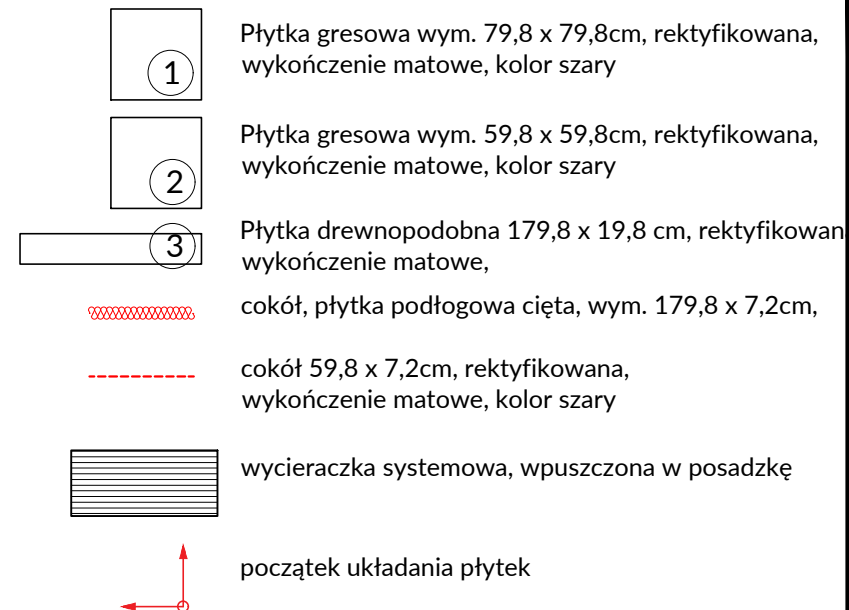 Płytka gresowa wym. 79,8 x 79,8cm, rektyfikowana,
1
wykończenie matowe, kolor szary
Płytka gresowa wym. 59,8 x 59,8cm, rektyfikowana,
2
wykończenie matowe, kolor szary
3
Płytka drewnopodobna 179,8 x 19,8 cm, rektyfikowan
wykończenie matowe,
cokół, płytka podłogowa cięta, wym. 179,8 x 7,2cm,
cokół 59,8 x 7,2cm, rektyfikowana,
wykończenie matowe, kolor szary
wycieraczka systemowa, wpuszczona w posadzkę
początek układania płytek